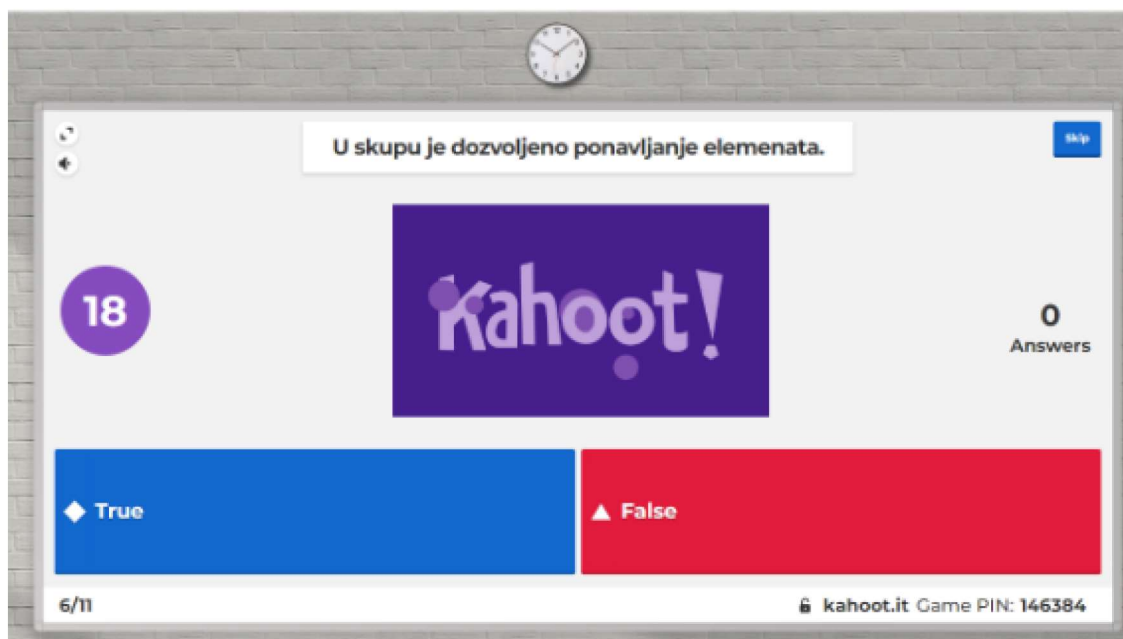 U skupu je dozvoljeno ponavljanje elemenata.
Skip
18
Kahoot!
0
Answers
True
False
6/11
kahoot.it Game PIN: 146384